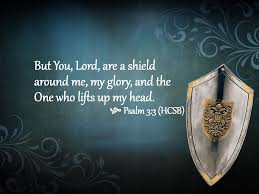 But You, Lord, are a shield
around me, my glory, and the
One who lifts up my head.
Psalm 3:3 (HCSB)